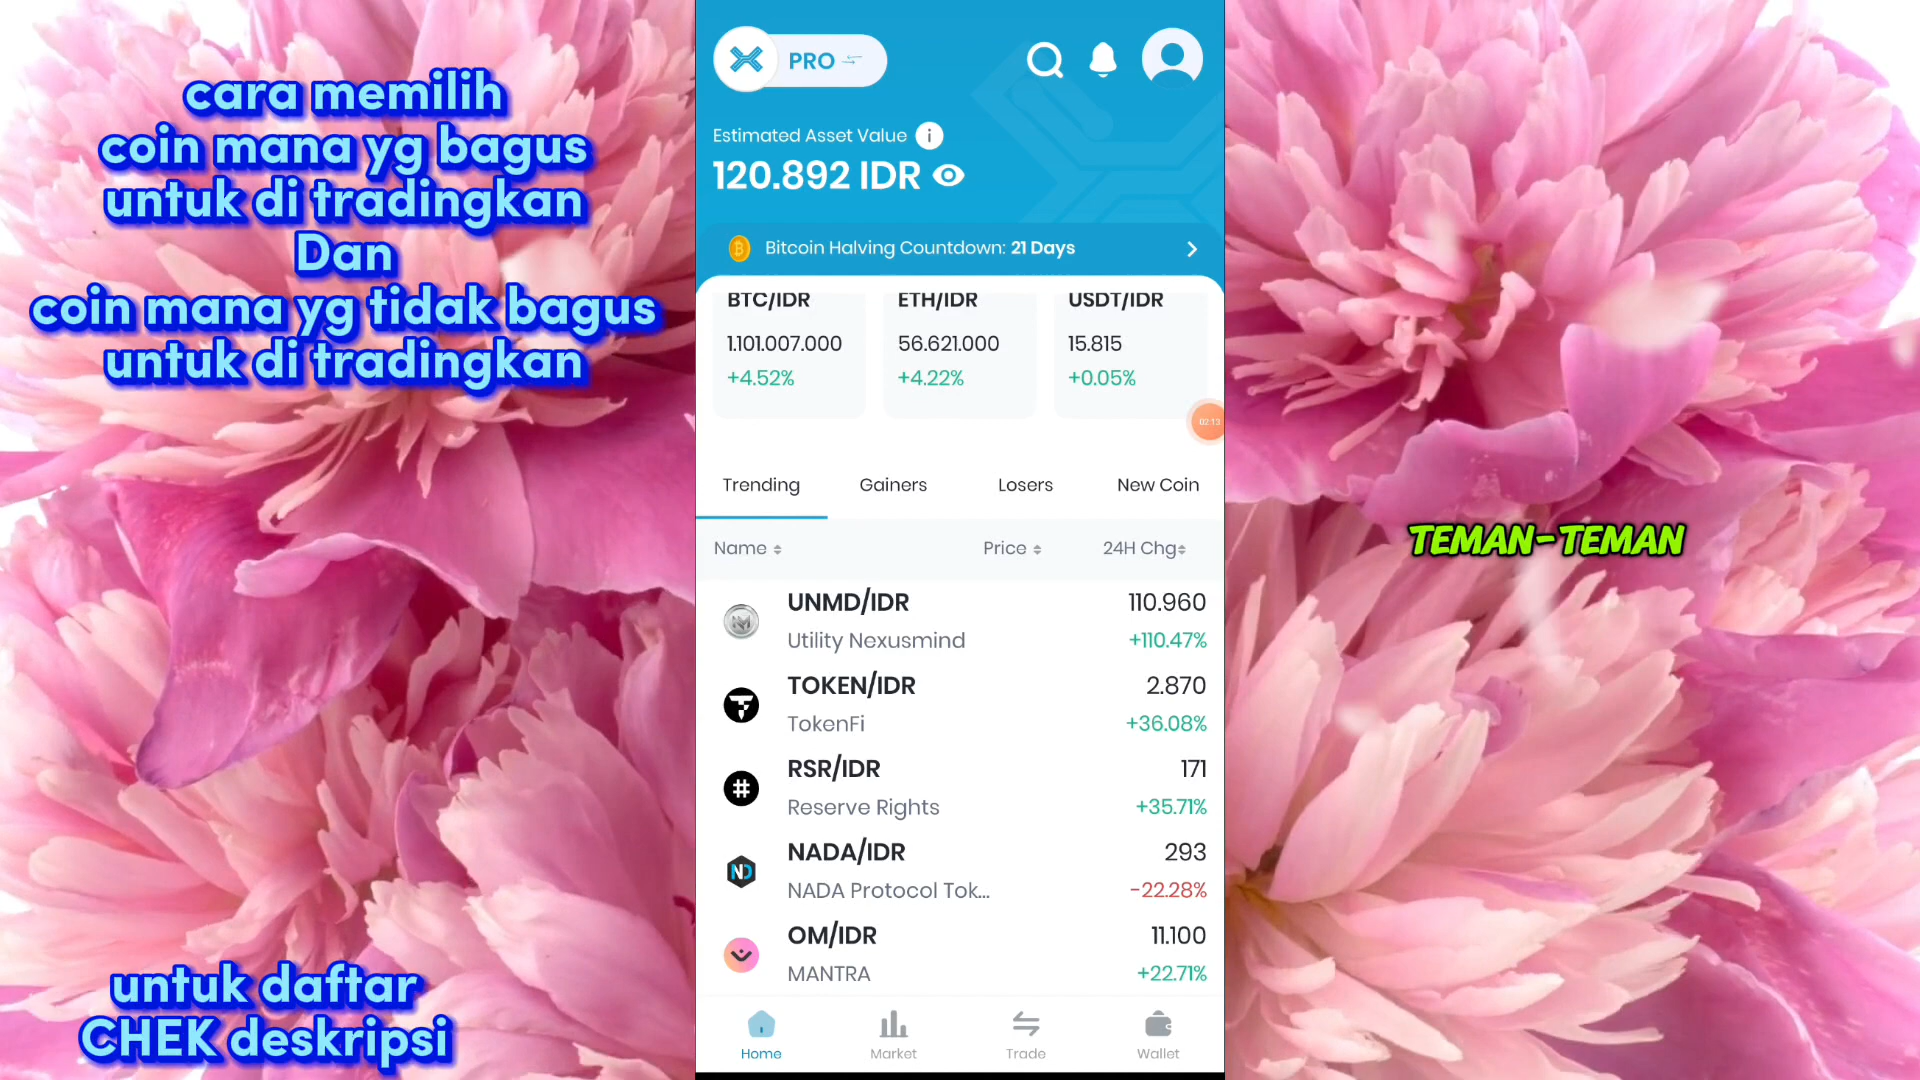 cara memilih
coin mana yg bagus
untuk di tradingkan
Dan
coin mana yg tidak bagus
untuk di tradingkan
untuk daftar
CHEK deskripsi
PRO
Estimated Asset Value i
120.892 IDR
Bitcoin Halving Countdown: 21 Days
BTC/IDR ETH/IDR USDT/IDR
1.101.007.000 56.621.000 15.815
+4.52% +4.22% +0.05%
02:13
Trending Gainers Losers New Coin
Name Price 24H Chg
UNMD/IDR 110.960
Utility Nexusmind +110.47%
TOKEN/IDR 2.870
TokenFi +36.08%
RSR/IDR 171
Reserve Rights +35.71%
NADA/IDR 293
NADA Protocol Tok... -22.28%
OM/IDR 11.100
MANTRA +22.71%
Home Market Trade Wallet
TEMAN-TEMAN